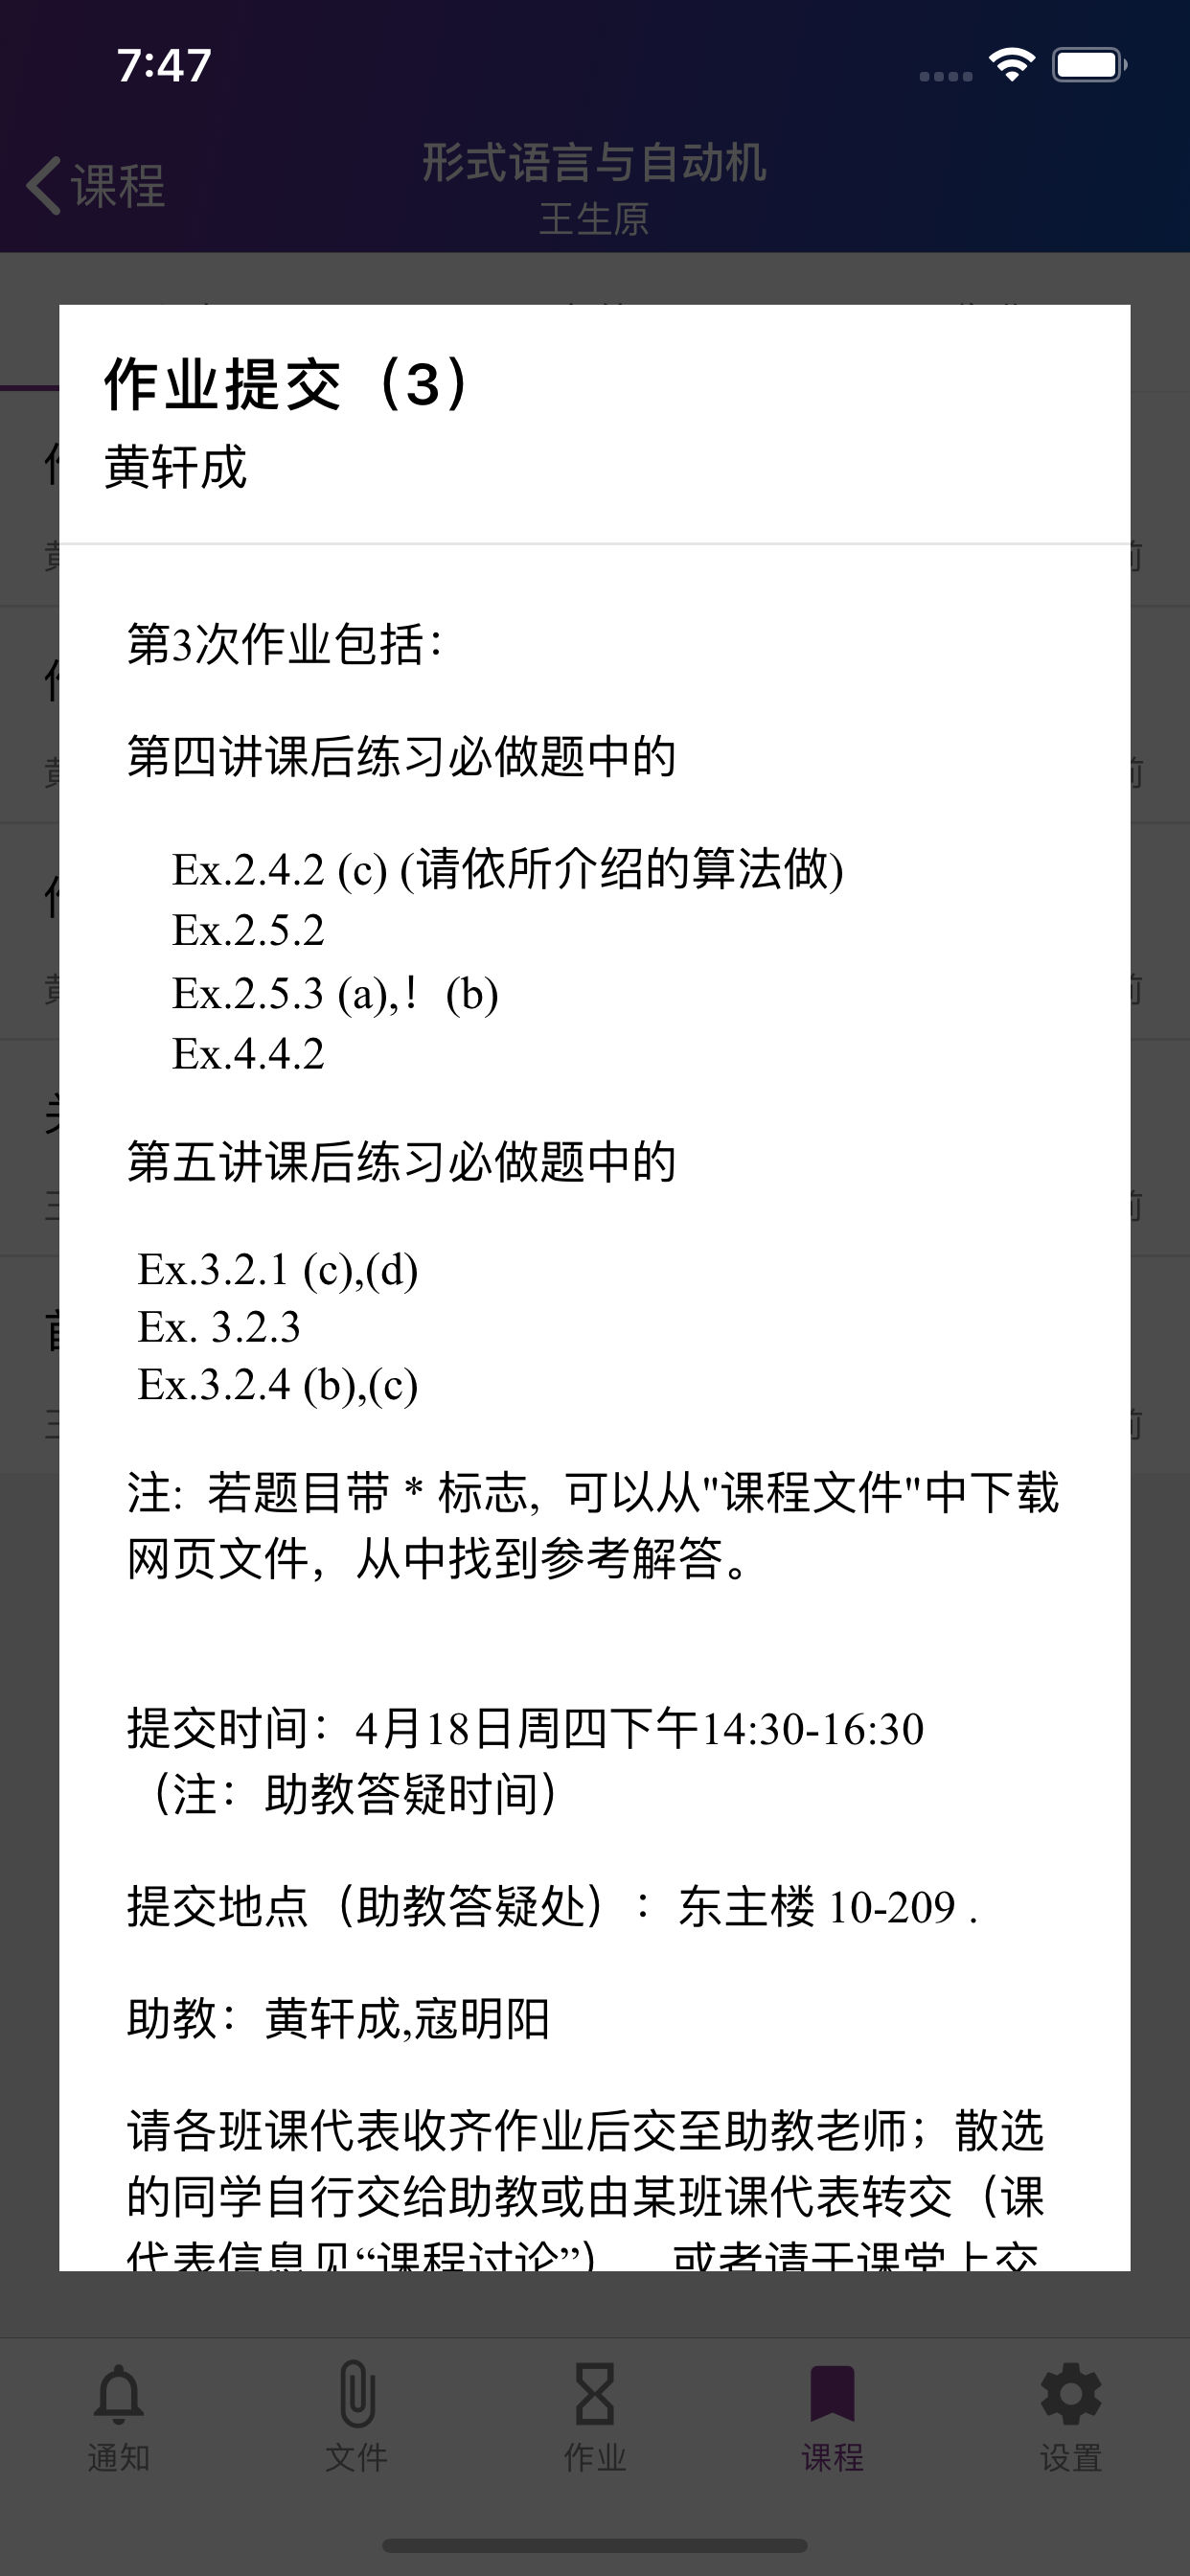 7:47
课程
形式语言与自动机
王生原
作业提交（3）
黄轩成
第3次作业包括：
第四讲课后练习必做题中的
Ex.2.4.2 (c) (请依所介绍的算法做)
Ex.2.5.2
Ex.2.5.3 (a),！(b)
Ex.4.4.2
第五讲课后练习必做题中的
Ex.3.2.1 (c),(d)
Ex. 3.2.3
Ex.3.2.4 (b),(c)
注：若题目带 * 标志，可以从"课程文件"中下载
网页文件，从中找到参考解答。
提交时间：4月18日周四下午14:30-16:30
（注：助教答疑时间）
提交地点（助教答疑处）：东主楼 10-209 .
助教：黄轩成,寇明阳
请各班课代表收齐作业后交至助教老师；散选
的同学自行交给助教或由某班课代表转交（课
代表信息见“课程讨论”），或者请于课堂上交
通知
文件
作业
课程
设置